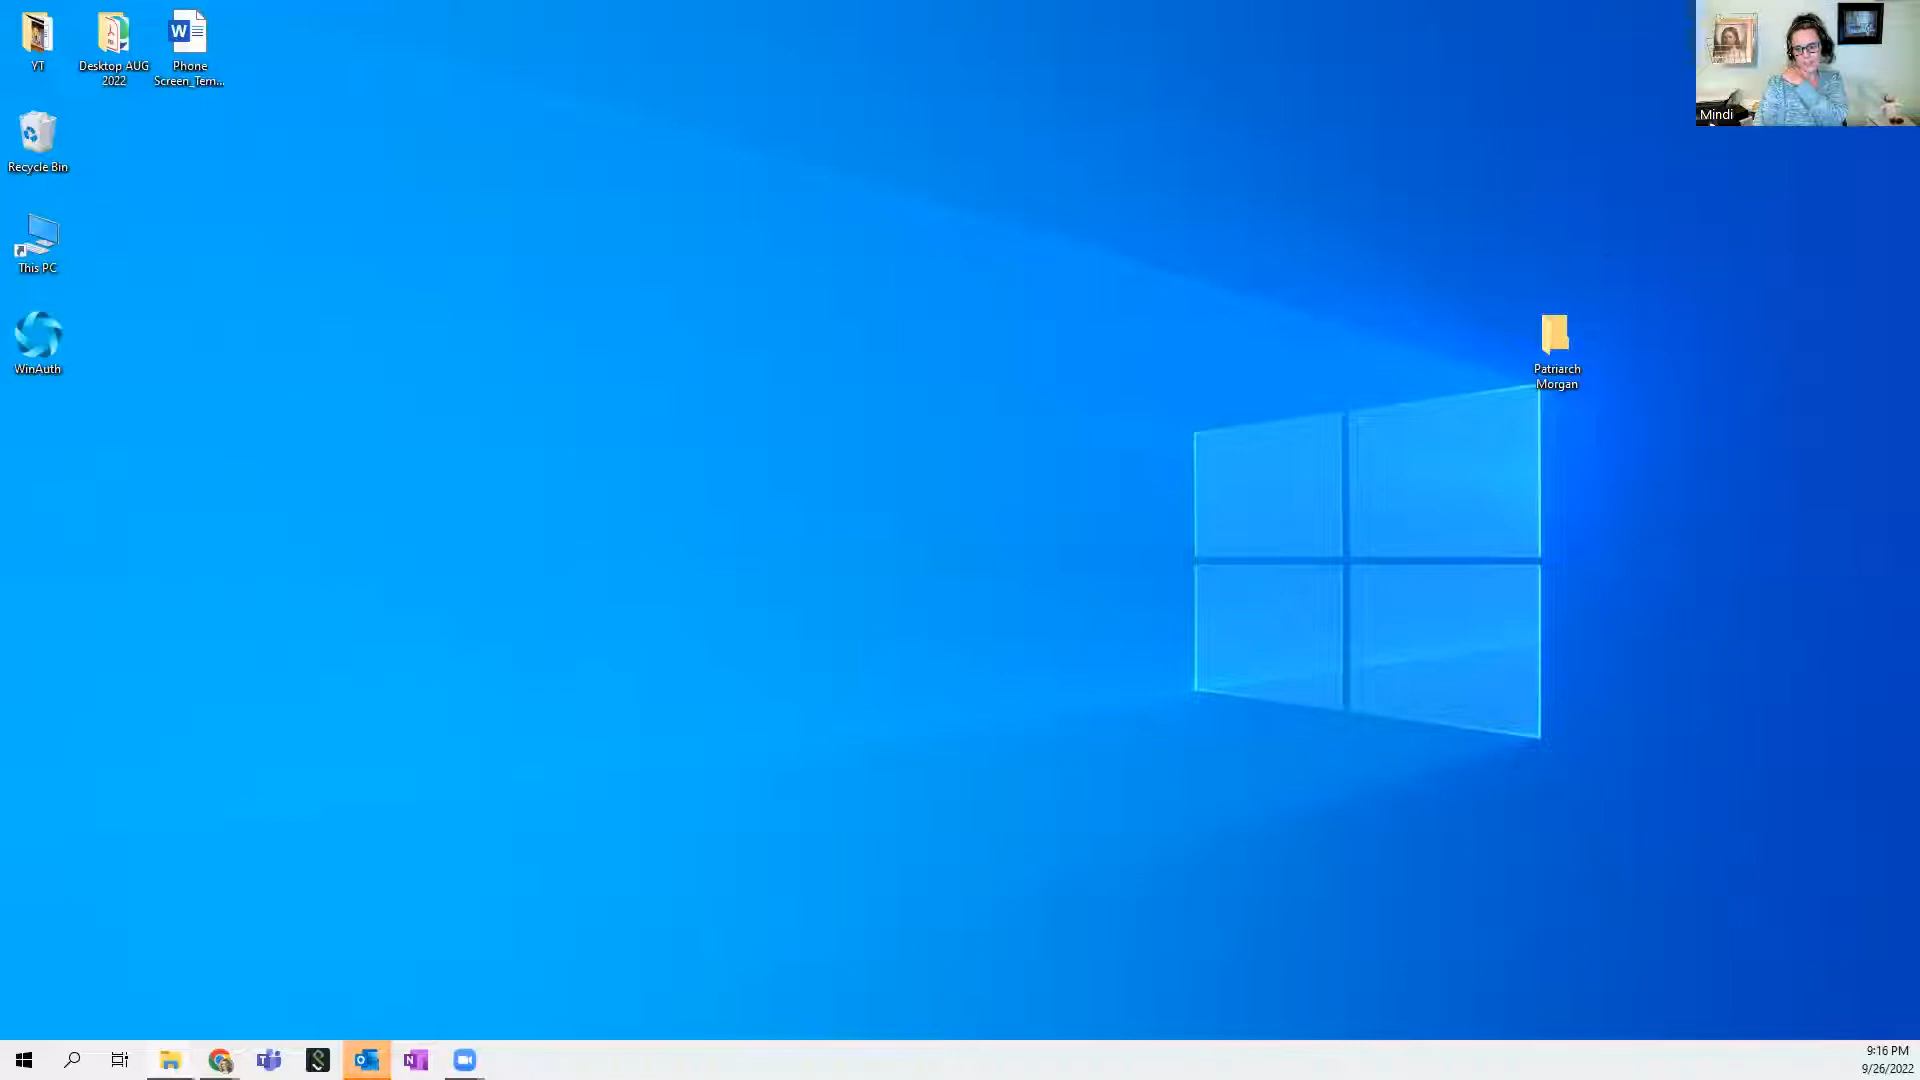 YT
Desktop AUG
2022
Phone
Screen_Tem...
Recycle Bin
This PC
WinAuth
Patriarch
Morgan
Mindi
9:16 PM
9/26/2022